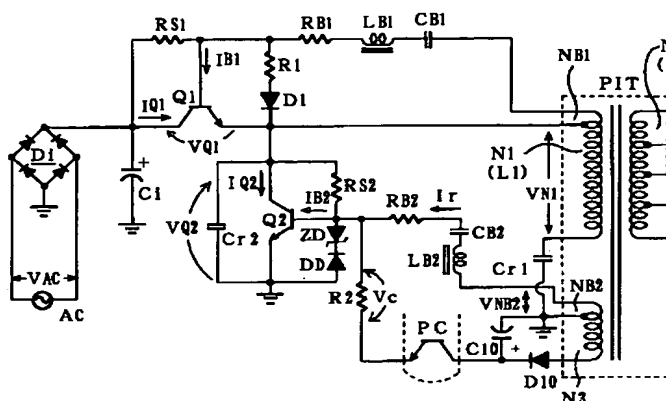 RS1
RB1
LB1
CB1
N
(
IB1
R1
NB1
PIT
IQ1
Q1
D1
VQ1
Di
N1
(L1)
VN1
Ci
+
IQ2
RS2
IB2
RB2
Ir
VQ2
Cr2
Q2
ZD
DD
CB2
LB2
Cr1
R2
Vc
VNB2
NB2
VAC
AC
PC
C10
+
D10
N3